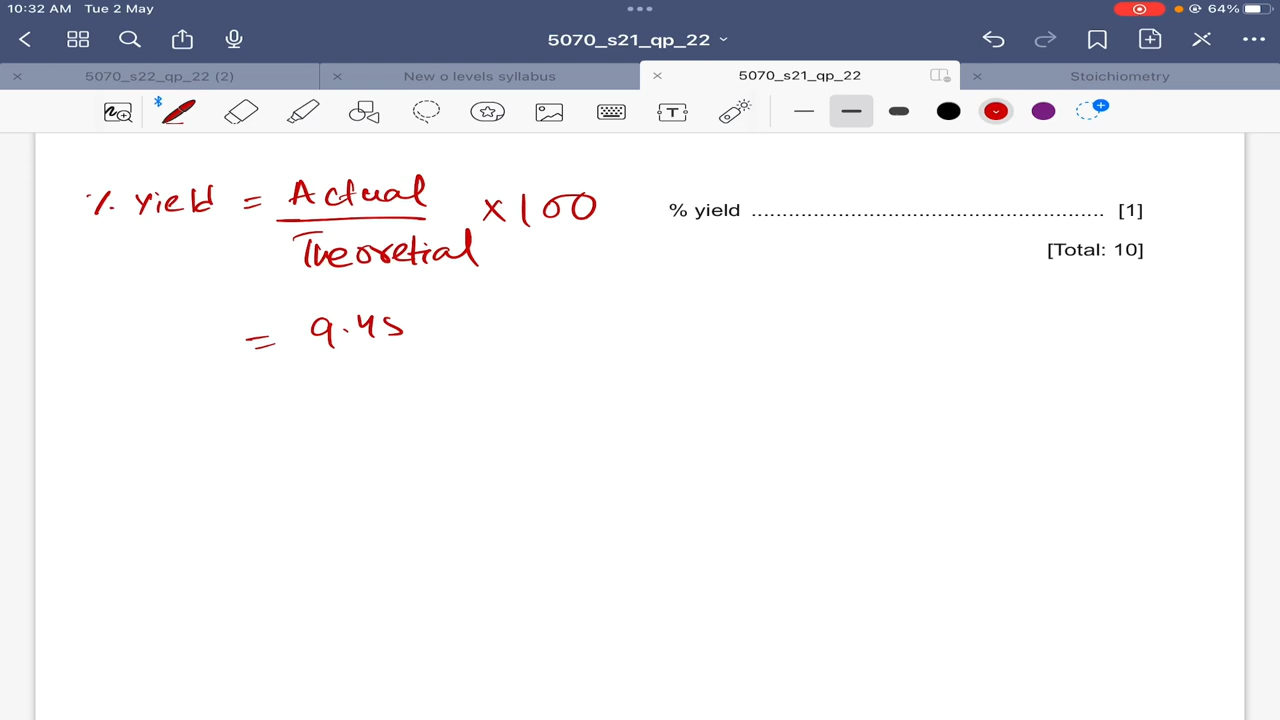 10:32 AM Tue 2 May
64%
5070_s21_qp_22
5070_s22_qp_22 (2)
New o levels syllabus
5070_s21_qp_22
Stoichiometry
% Yield = Actual / Theoretial × 100
% yield ........................................................ [1]
[Total: 10]
= 9.45